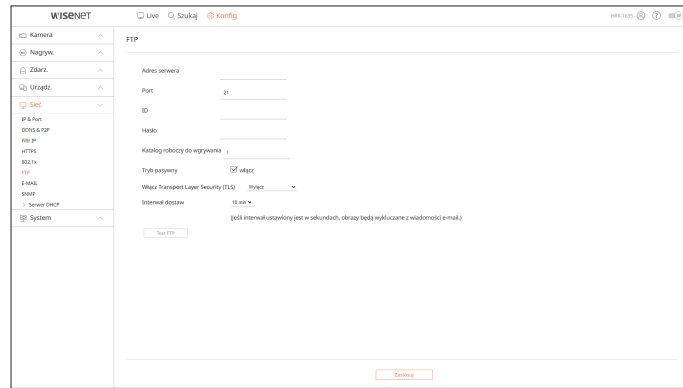 WISENET
Live Szukaj Konfig
HRX-1635
Kamera
Nagryw.
Zdarz.
Urządz.
Sieć
IP & Port
DDNS & P2P
Filtr IP
HTTPS
802.1x
FTP
E-MAIL
SNMP
> Serwer DHCP
System
FTP
Adres serwera
Port 21
ID
Hasło
Katalog roboczy do wgrywania /
Tryb pasywny włącz
Włącz Transport Layer Security (TLS) Wyłącz
Interwał dostaw 10 min
(Jeśli interwał ustawiony jest w sekundach, obrazy będą wykluczane z wiadomości e-mail.)
Test FTP
Zastosuj